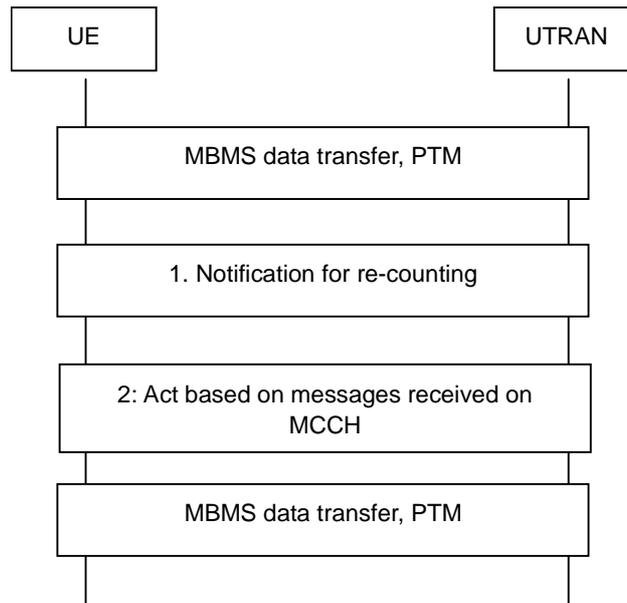 UE
UTRAN
MBMS data transfer, PTM
1. Notification for re-counting
2: Act based on messages received on
MCCH
MBMS data transfer, PTM